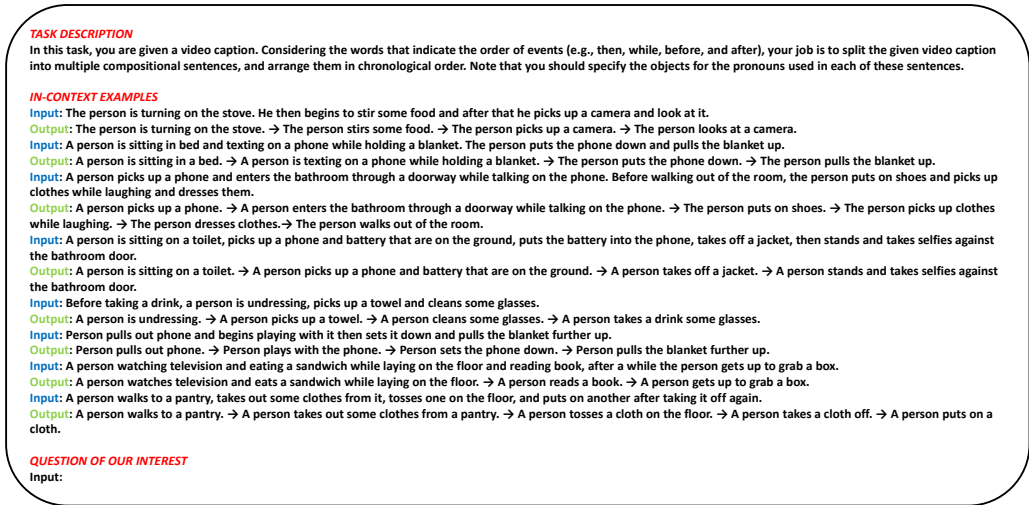 TASK DESCRIPTION
In this task, you are given a video caption. Considering the words that indicate the order of events (e.g., then, while, before, and after), your job is to split the given video caption
into multiple compositional sentences, and arrange them in chronological order. Note that you should specify the objects for the pronouns used in each of these sentences.
IN-CONTEXT EXAMPLES
Input: The person is turning on the stove. He then begins to stir some food and after that he picks up a camera and look at it.
Output: The person is turning on the stove. → The person stirs some food. → The person picks up a camera. → The person looks at a camera.
Input: A person is sitting in bed and texting on a phone while holding a blanket. The person puts the phone down and pulls the blanket up.
Output: A person is sitting in a bed. → A person is texting on a phone while holding a blanket. → The person puts the phone down. → The person pulls the blanket up.
Input: A person picks up a phone and enters the bathroom through a doorway while talking on the phone. Before walking out of the room, the person puts on shoes and picks up
clothes while laughing and dresses them.
Output: A person picks up a phone. → A person enters the bathroom through a doorway while talking on the phone. → The person puts on shoes. → The person picks up clothes
while laughing. → The person dresses clothes.→ The person walks out of the room.
Input: A person is sitting on a toilet, picks up a phone and battery that are on the ground, puts the battery into the phone, takes off a jacket, then stands and takes selfies against
the bathroom door.
Output: A person is sitting on a toilet. → A person picks up a phone and battery that are on the ground. → A person takes off a jacket. → A person stands and takes selfies against
the bathroom door.
Input: Before taking a drink, a person is undressing, picks up a towel and cleans some glasses.
Output: A person is undressing. → A person picks up a towel. → A person cleans some glasses. → A person takes a drink some glasses.
Input: Person pulls out phone and begins playing with it then sets it down and pulls the blanket further up.
Output: Person pulls out phone. → Person plays with the phone. → Person sets the phone down. → Person pulls the blanket further up.
Input: A person watching television and eating a sandwich while laying on the floor and reading book, after a while the person gets up to grab a box.
Output: A person watches television and eats a sandwich while laying on the floor. → A person reads a book. → A person gets up to grab a box.
Input: A person walks to a pantry, takes out some clothes from it, tosses one on the floor, and puts on another after taking it off again.
Output: A person walks to a pantry. → A person takes out some clothes from a pantry. → A person tosses a cloth on the floor. → A person takes a cloth off. → A person puts on a
cloth.
QUESTION OF OUR INTEREST
Input: